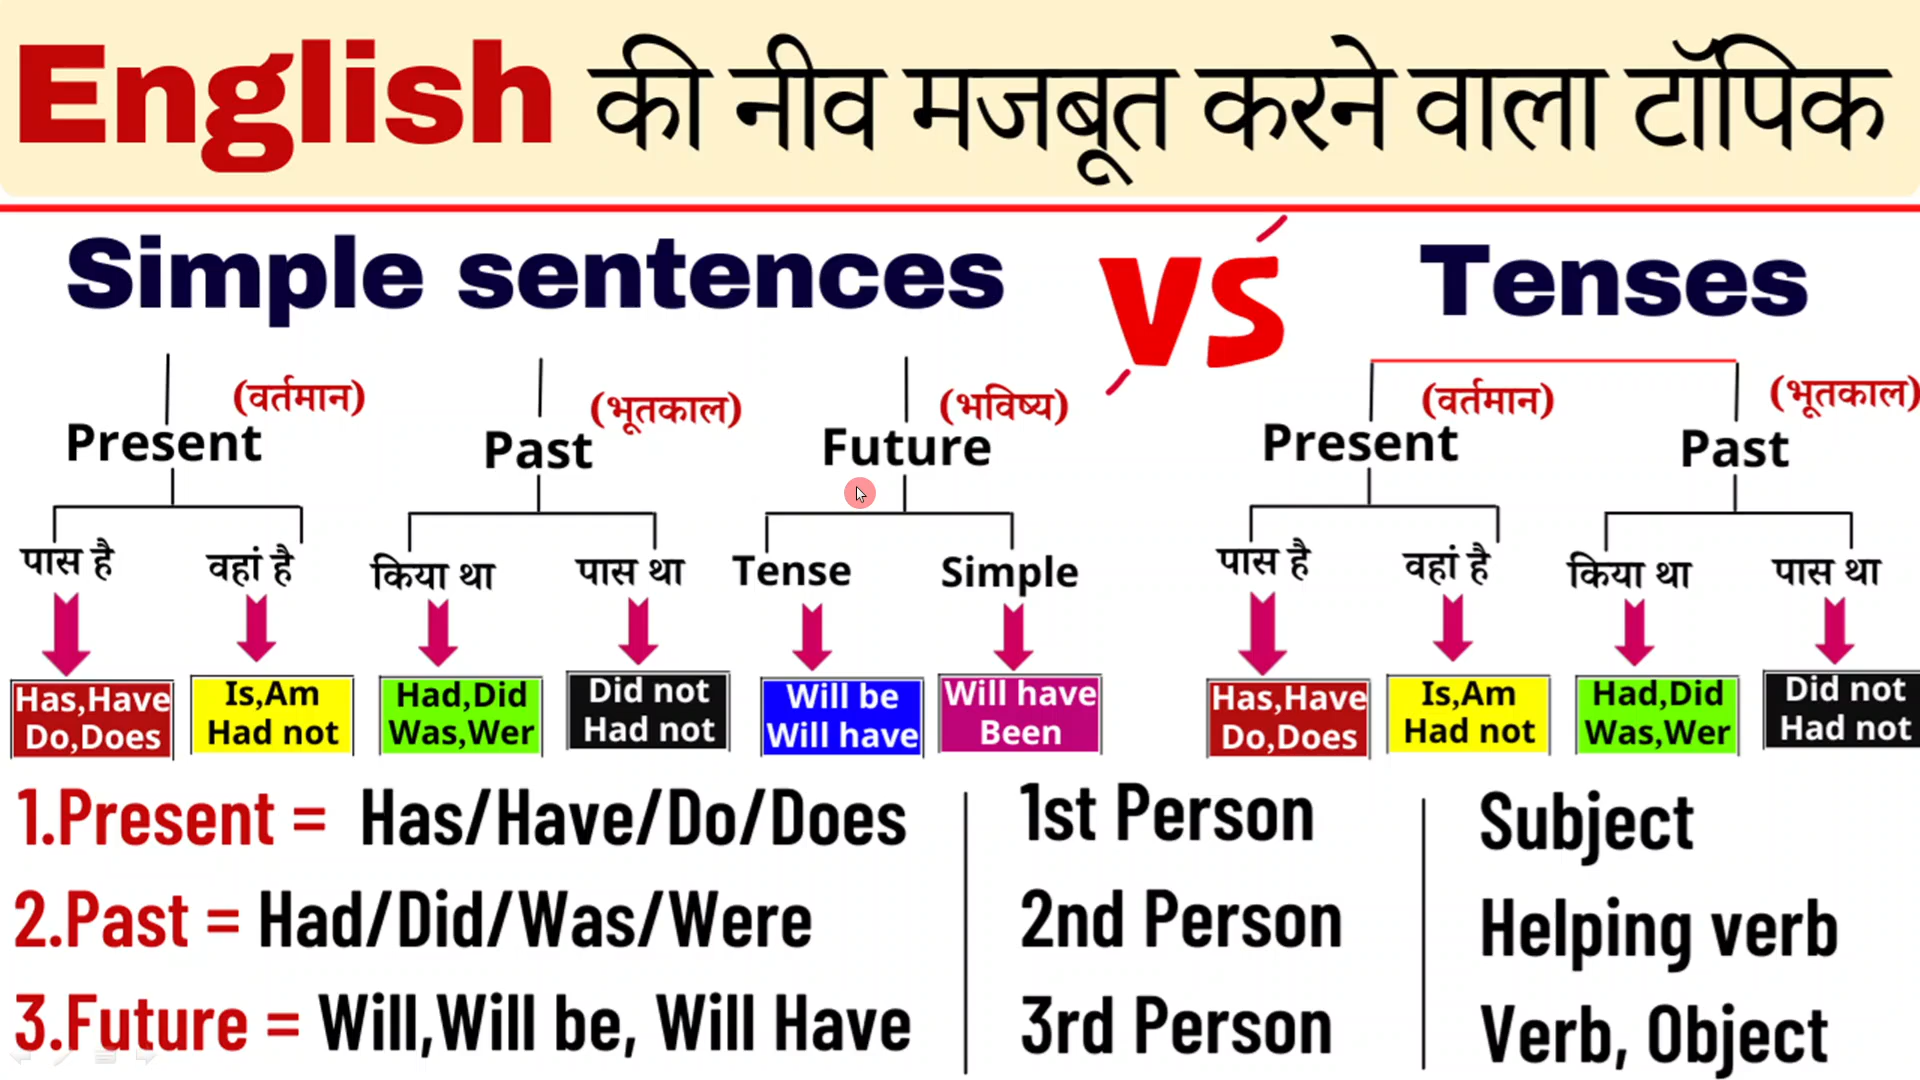 English की नीव मजबूत करने वाला टॉपिक
Simple sentences VS Tenses
(वर्तमान) (भूतकाल) (भविष्य) (वर्तमान) (भूतकाल)
Present Past Future Present Past
पास है वहां है किया था पास था Tense Simple पास है वहां है किया था पास था
Has,Have Is,Am Had,Did Did not Will be Will have Has,Have Is,Am Had,Did Did not
Do,Does Had not Was,Wer Had not Will have Been Do,Does Had not Was,Wer Had not
1.Present = Has/Have/Do/Does 1st Person Subject
2.Past = Had/Did/Was/Were 2nd Person Helping verb
3.Future = Will,Will be, Will Have 3rd Person Verb, Object